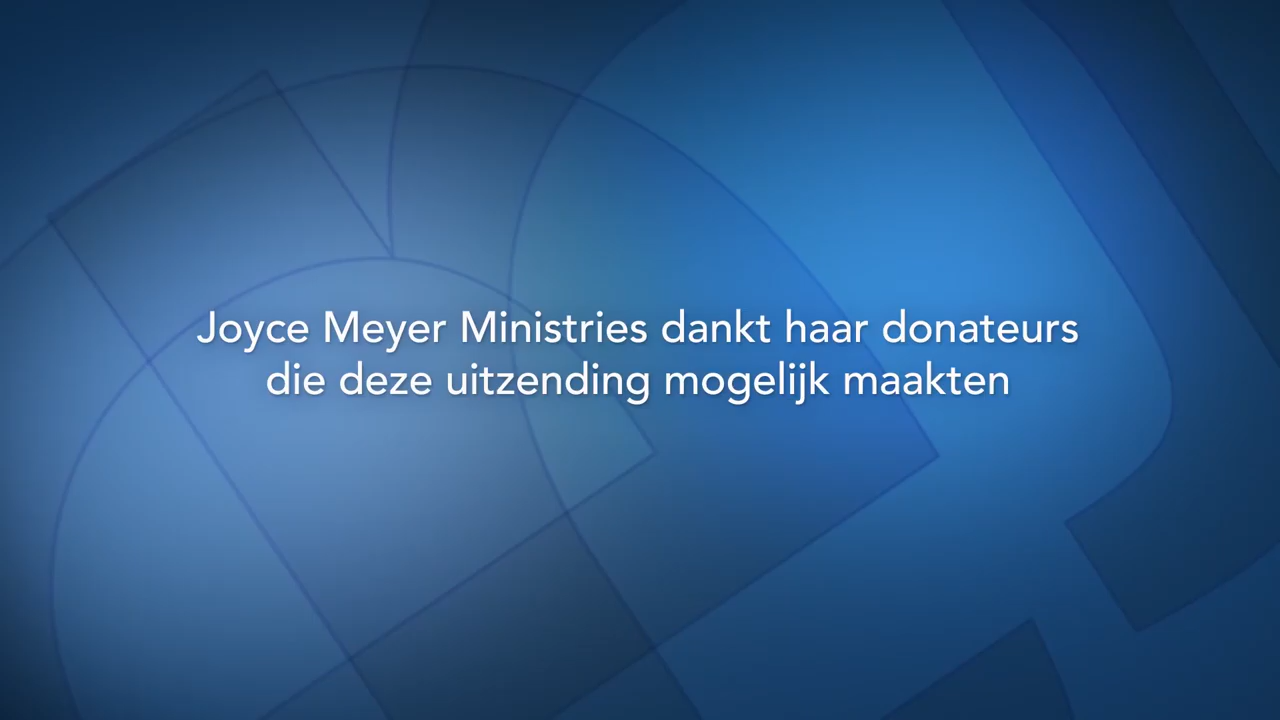 Joyce Meyer Ministries dankt haar donateurs
die deze uitzending mogelijk maakten